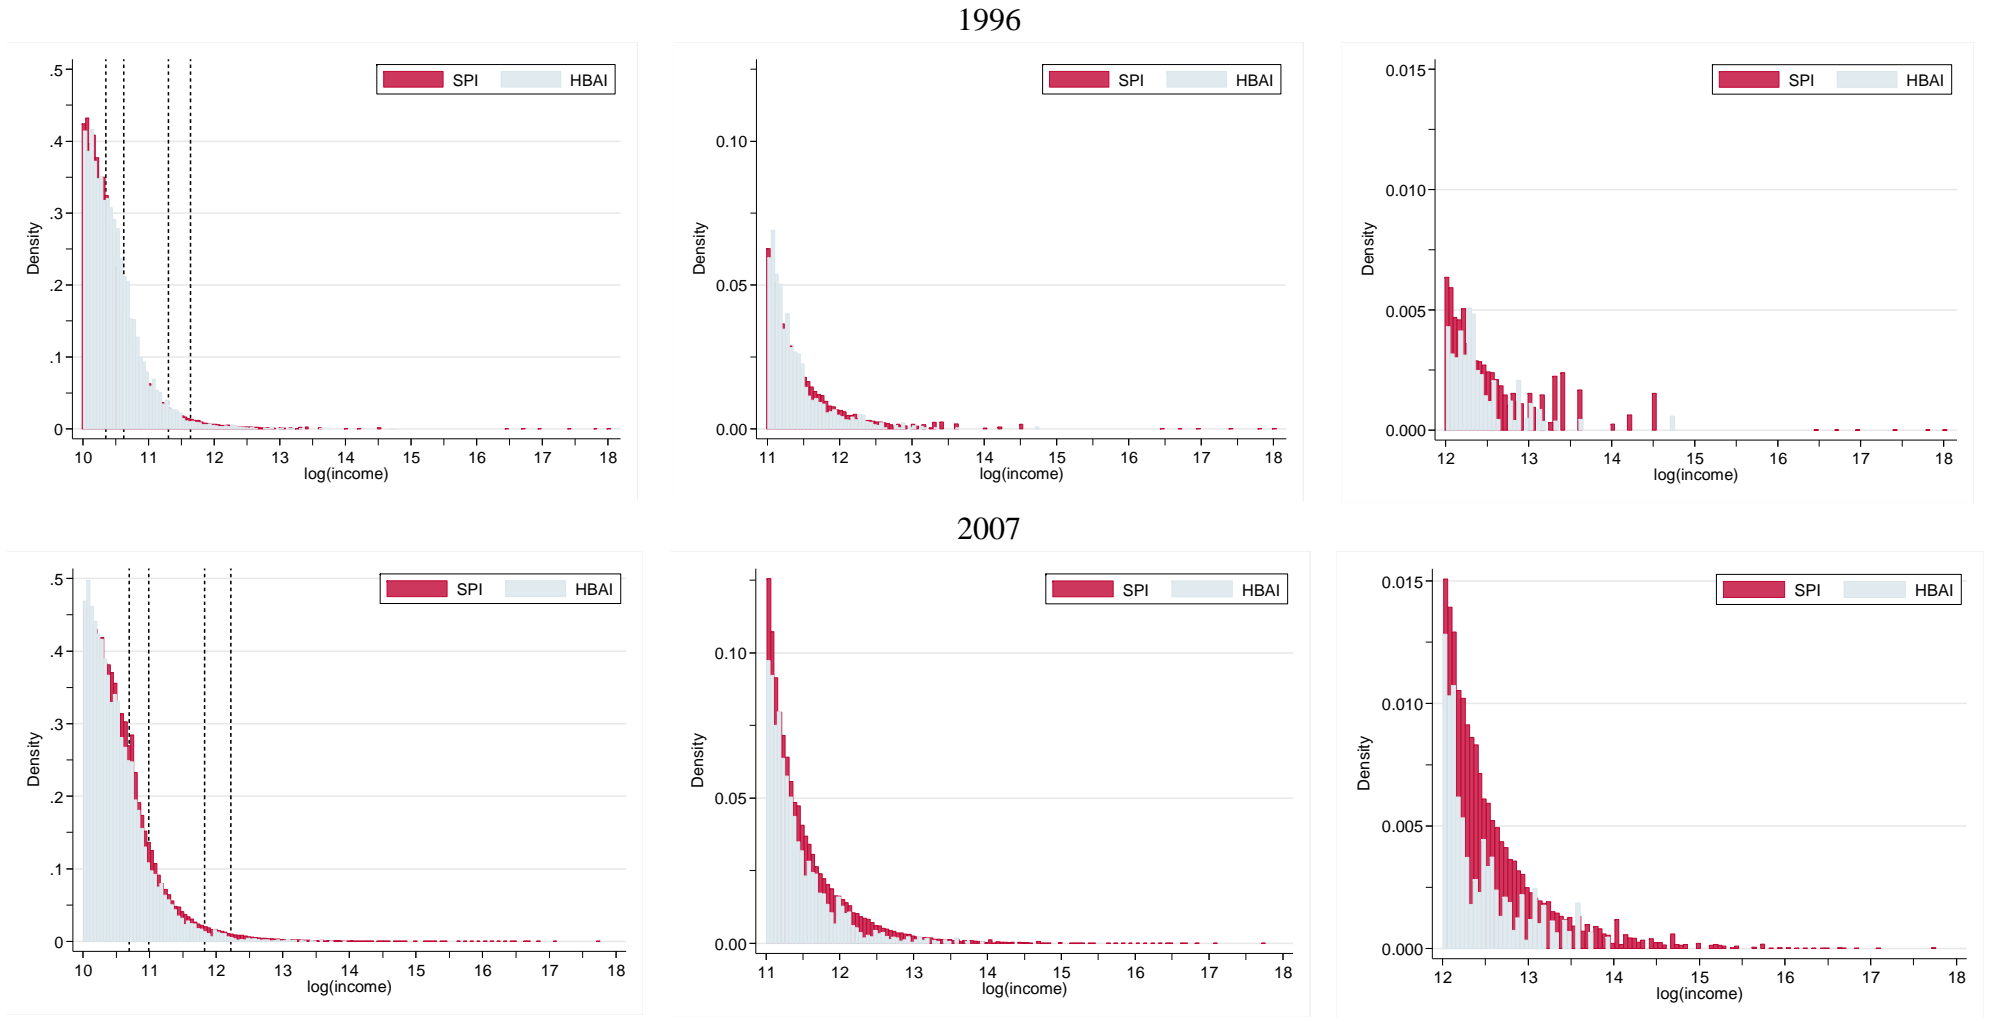 1996
SPI HBAI
.5
.4
.3
.2
.1
0
Density
10 11 12 13 14 15 16 17 18
log(income)
SPI HBAI
0.10
0.05
0.00
Density
11 12 13 14 15 16 17 18
log(income)
SPI HBAI
0.015
0.010
0.005
0.000
Density
12 13 14 15 16 17 18
log(income)
2007
SPI HBAI
.5
.4
.3
.2
.1
0
Density
10 11 12 13 14 15 16 17 18
log(income)
SPI HBAI
0.10
0.05
0.00
Density
11 12 13 14 15 16 17 18
log(income)
SPI HBAI
0.015
0.010
0.005
0.000
Density
12 13 14 15 16 17 18
log(income)